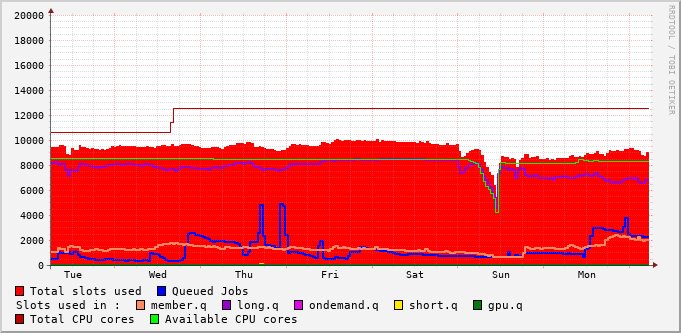 20000
18000
16000
14000
12000
10000
8000
6000
4000
2000
0
Tue Wed Thu Fri Sat Sun Mon
Total slots used Queued Jobs
Slots used in : member.q long.q ondemand.q short.q gpu.q
Total CPU cores Available CPU cores
RRDTOOL / TOBI OETIKER